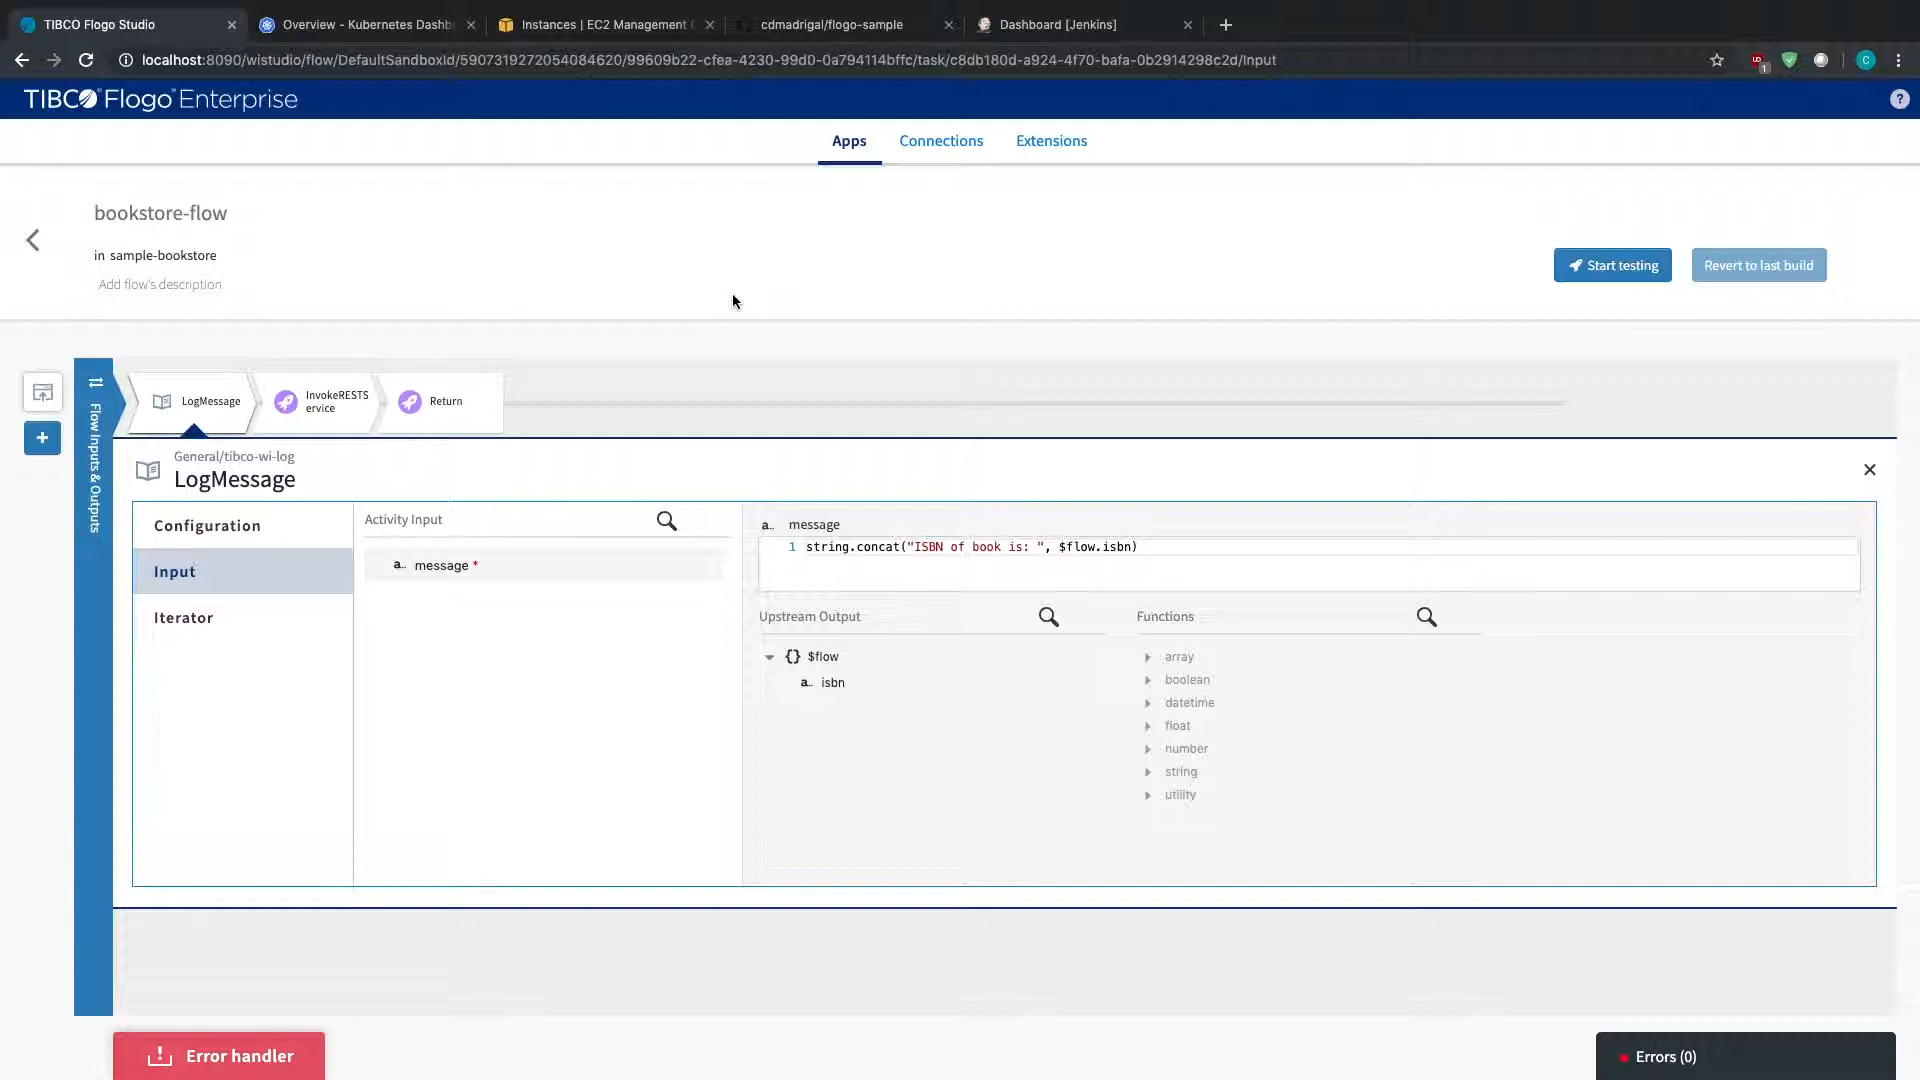 TIBCO Flogo Studio
Overview - Kubernetes Dashb
Instances | EC2 Management C
cdmadrigal/flogo-sample
Dashboard [Jenkins]
localhost:8090/wistudio/flow/DefaultSandboxId/5907319272054084620/99609b22-cfea-4230-99d0-0a794114bffc/task/c8db180d-a924-4f70-bafa-0b2914298c2d/Input
1
C
TIBCO Flogo Enterprise
?
Apps
Connections
Extensions
bookstore-flow
in sample-bookstore
Add flow's description
Start testing
Revert to last build
Flow Inputs & Outputs
LogMessage
InvokeRESTS
ervice
Return
General/tibco-wi-log
LogMessage
Configuration
Input
Iterator
Activity Input
a.. message *
a.. message
1 string.concat("ISBN of book is: ", $flow.isbn)
Upstream Output
{} $flow
a.. isbn
Functions
array
boolean
datetime
float
number
string
utility
Error handler
Errors (0)